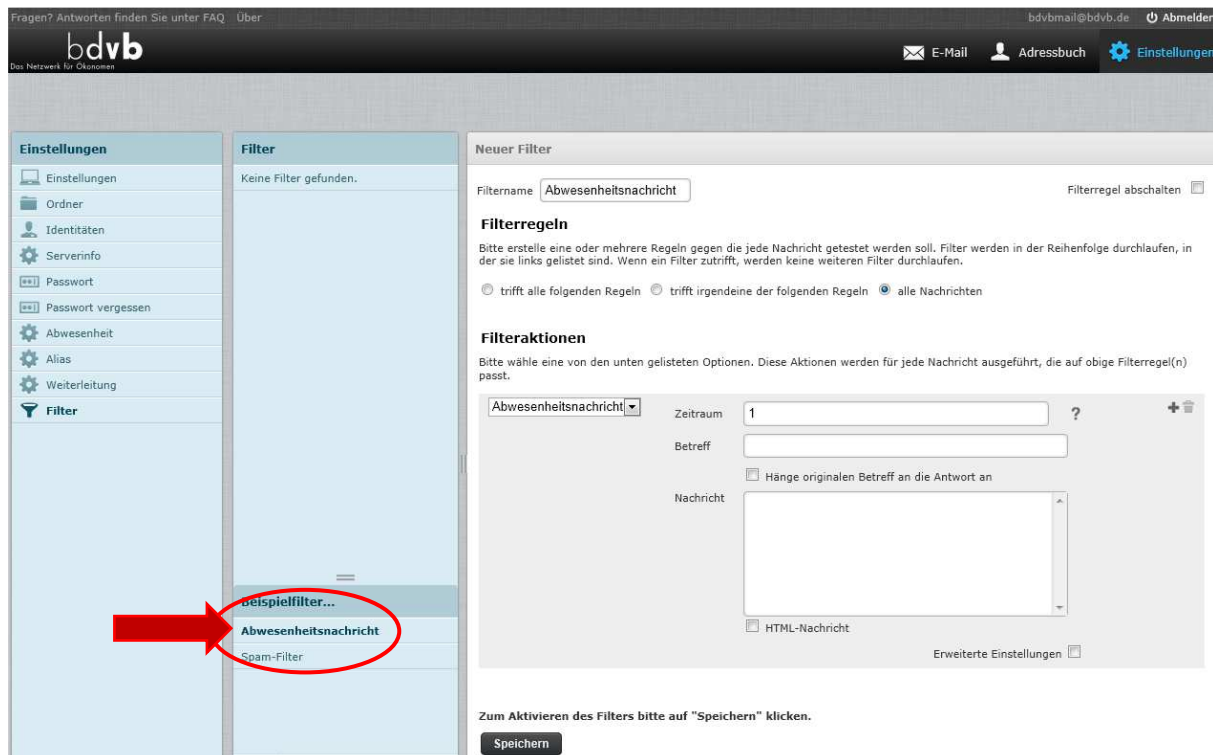 Fragen? Antworten finden Sie unter FAQ Über
bdvbmail@bdvb.de Abmelden
bdvb
Das Netzwerk für Ökonomen
E-Mail Adressbuch Einstellungen
Einstellungen
Einstellungen
Ordner
Identitäten
Serverinfo
Passwort
Passwort vergessen
Abwesenheit
Alias
Weiterleitung
Filter
Filter
Keine Filter gefunden.
Beispielfilter...
Abwesenheitsnachricht
Spam-Filter
Neuer Filter
Filtername Abwesenheitsnachricht Filterregel abschalten
Filterregeln
Bitte erstelle eine oder mehrere Regeln gegen die jede Nachricht getestet werden soll. Filter werden in der Reihenfolge durchlaufen, in
der sie links gelistet sind. Wenn ein Filter zutrifft, werden keine weiteren Filter durchlaufen.
trifft alle folgenden Regeln trifft irgendeine der folgenden Regeln alle Nachrichten
Filteraktionen
Bitte wähle eine von den unten gelisteten Optionen. Diese Aktionen werden für jede Nachricht ausgeführt, die auf obige Filterregel(n)
passt.
Abwesenheitsnachricht Zeitraum 1 ?
Betreff
Hänge originalen Betreff an die Antwort an
Nachricht
HTML-Nachricht
Erweiterte Einstellungen
Zum Aktivieren des Filters bitte auf "Speichern" klicken.
Speichern